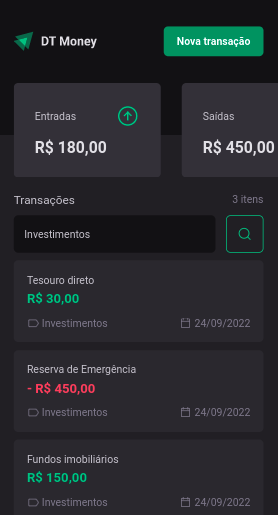 DT Money
Nova transação
Entradas
Saídas
R$ 180,00
R$ 450,00
Transações
3 itens
Investimentos
Tesouro direto
R$ 30,00
Investimentos
24/09/2022
Reserva de Emergência
- R$ 450,00
Investimentos
24/09/2022
Fundos imobiliários
R$ 150,00
Investimentos
24/09/2022